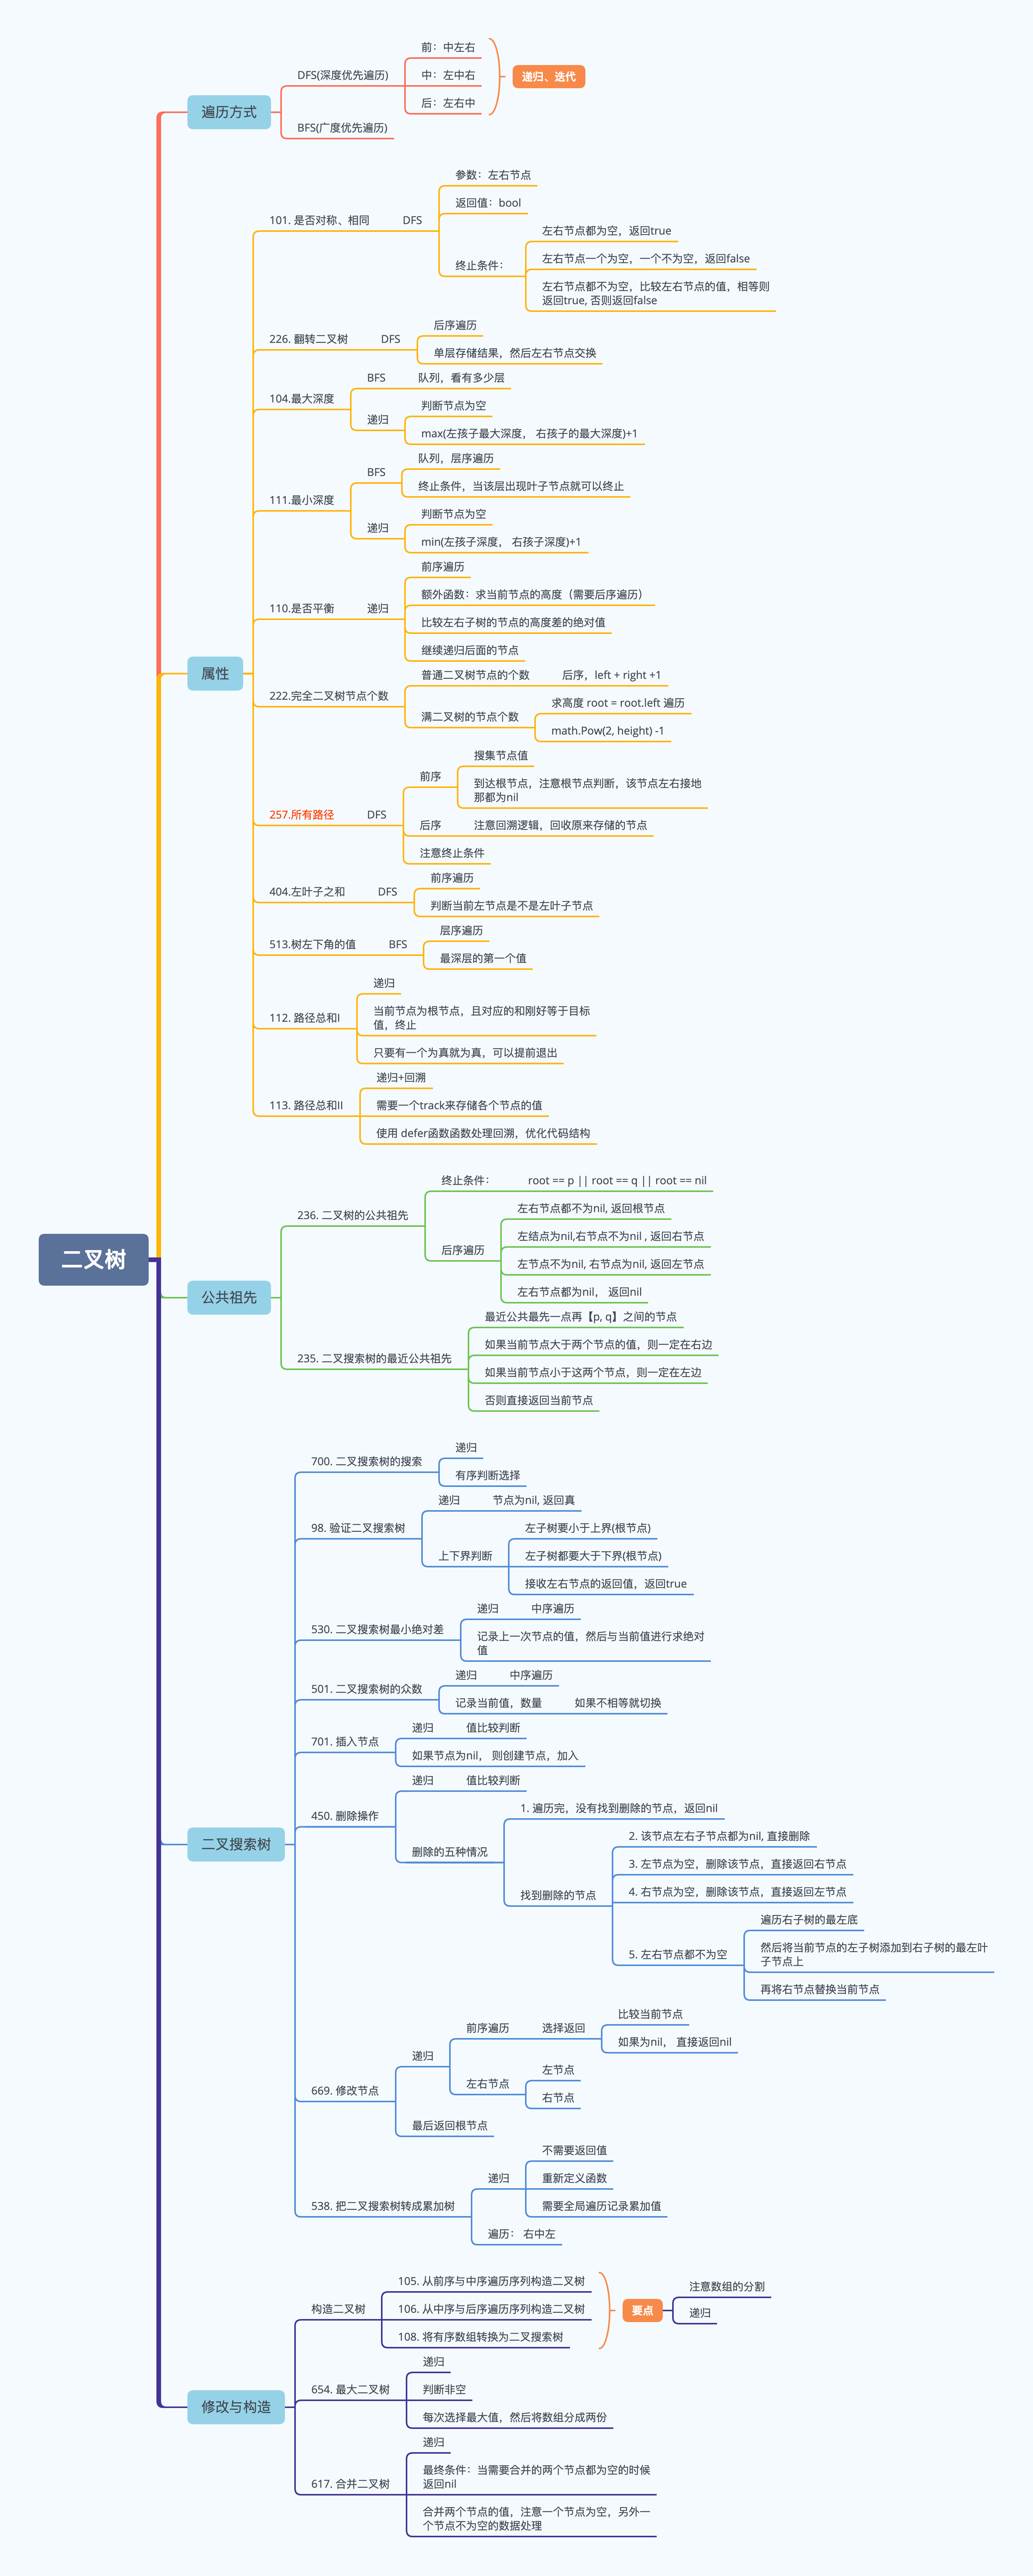 前：中左右
DFS(深度优先遍历)
中：左中右
递归、迭代
后：左右中
遍历方式
BFS(广度优先遍历)
参数：左右节点
返回值：bool
101. 是否对称、相同
DFS
左右节点都为空，返回true
终止条件：
左右节点一个为空，一个不为空，返回false
左右节点都不为空，比较左右节点的值，相等则
返回true, 否则返回false
226. 翻转二叉树
DFS
后序遍历
单层存储结果，然后左右节点交换
104.最大深度
BFS
队列，看有多少层
递归
判断节点为空
max(左孩子最大深度， 右孩子的最大深度)+1
111.最小深度
BFS
队列，层序遍历
终止条件，当该层出现叶子节点就可以终止
递归
判断节点为空
min(左孩子深度， 右孩子深度)+1
110.是否平衡
递归
前序遍历
额外函数：求当前节点的高度（需要后序遍历）
比较左右子树的节点的高度差的绝对值
继续递归后面的节点
属性
222.完全二叉树节点个数
普通二叉树节点的个数
后序，left + right +1
满二叉树的节点个数
求高度 root = root.left 遍历
math.Pow(2, height) -1
257.所有路径
DFS
前序
搜集节点值
到达根节点，注意根节点判断，该节点左右接地
那都为nil
后序
注意回溯逻辑，回收原来存储的节点
注意终止条件
404.左叶子之和
DFS
前序遍历
判断当前左节点是不是左叶子节点
513.树左下角的值
BFS
层序遍历
最深层的第一个值
112. 路径总和I
递归
当前节点为根节点，且对应的和刚好等于目标
值，终止
只要有一个为真就为真，可以提前退出
113. 路径总和II
递归+回溯
需要一个track来存储各个节点的值
使用 defer函数函数处理回溯，优化代码结构
二叉树
公共祖先
236. 二叉树的公共祖先
终止条件：
root == p || root == q || root == nil
后序遍历
左右节点都不为nil, 返回根节点
左结点为nil,右节点不为nil , 返回右节点
左节点不为nil, 右节点为nil, 返回左节点
左右节点都为nil， 返回nil
235. 二叉搜索树的最近公共祖先
最近公共最先一点再【p, q】之间的节点
如果当前节点大于两个节点的值，则一定在右边
如果当前节点小于这两个节点，则一定在左边
否则直接返回当前节点
700. 二叉搜索树的搜索
递归
有序判断选择
98. 验证二叉搜索树
递归
节点为nil, 返回真
上下界判断
左子树要小于上界(根节点)
左子树都要大于下界(根节点)
接收左右节点的返回值，返回true
530. 二叉搜索树最小绝对差
递归
中序遍历
记录上一次节点的值，然后与当前值进行求绝对
值
501. 二叉搜索树的众数
递归
中序遍历
记录当前值，数量
如果不相等就切换
701. 插入节点
递归
值比较判断
如果节点为nil， 则创建节点，加入
二叉搜索树
450. 删除操作
递归
值比较判断
删除的五种情况
1. 遍历完，没有找到删除的节点，返回nil
找到删除的节点
2. 该节点左右子节点都为nil, 直接删除
3. 左节点为空，删除该节点，直接返回右节点
4. 右节点为空，删除该节点，直接返回左节点
5. 左右节点都不为空
遍历右子树的最左底
然后将当前节点的左子树添加到右子树的最左叶
子节点上
再将右节点替换当前节点
669. 修改节点
递归
前序遍历
选择返回
比较当前节点
如果为nil， 直接返回nil
左右节点
左节点
右节点
最后返回根节点
538. 把二叉搜索树转成累加树
递归
不需要返回值
重新定义函数
需要全局遍历记录累加值
遍历： 右中左
修改与构造
构造二叉树
105. 从前序与中序遍历序列构造二叉树
106. 从中序与后序遍历序列构造二叉树
108. 将有序数组转换为二叉搜索树
要点
注意数组的分割
递归
654. 最大二叉树
递归
判断非空
每次选择最大值，然后将数组分成两份
617. 合并二叉树
递归
最终条件：当需要合并的两个节点都为空的时候
返回nil
合并两个节点的值，注意一个节点为空，另外一
个节点不为空的数据处理